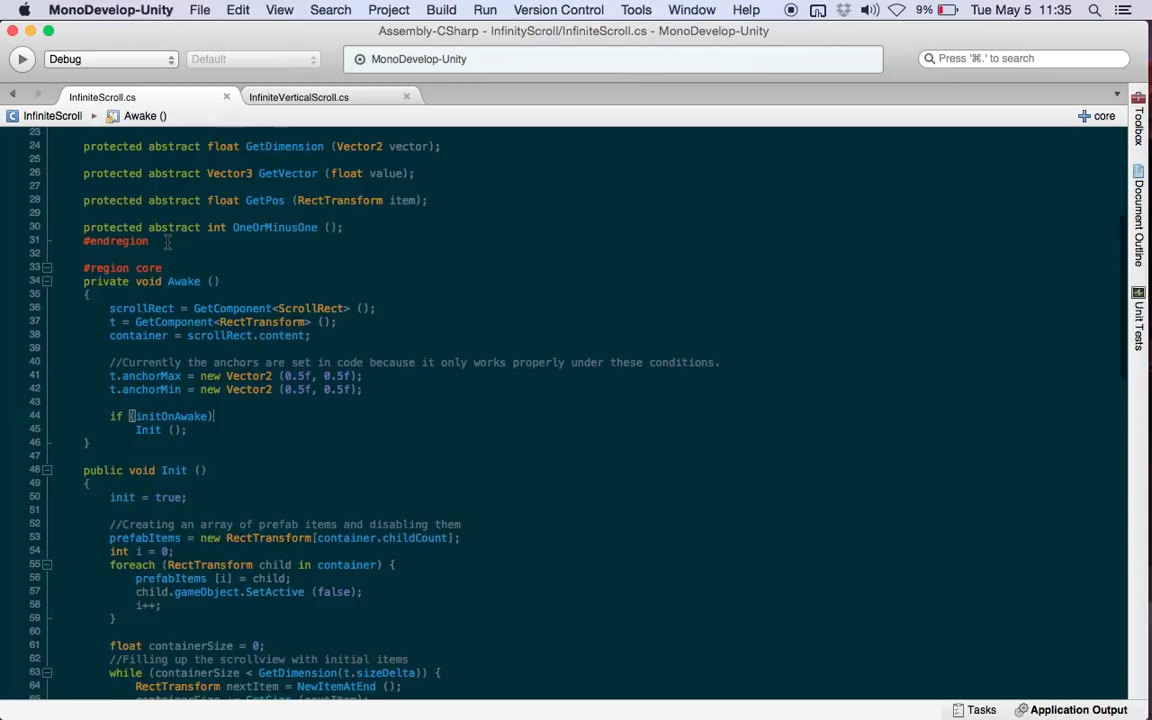 MonoDevelop-Unity File Edit View Search Project Build Run Version Control Tools Window Help 9% Tue May 5 11:35
Assembly-CSharp - InfinityScroll/InfiniteScroll.cs - MonoDevelop-Unity
Debug Default MonoDevelop-Unity Press '⌘.' to search
InfiniteScroll.cs InfiniteVerticalScroll.cs
InfiniteScroll Awake () core
23
24 protected abstract float GetDimension (Vector2 vector);
25
26 protected abstract Vector3 GetVector (float value);
27
28 protected abstract float GetPos (RectTransform item);
29
30 protected abstract int OneOrMinusOne ();
31 #endregion
32
33 #region core
34 private void Awake ()
35 {
36 scrollRect = GetComponent<ScrollRect> ();
37 t = GetComponent<RectTransform> ();
38 container = scrollRect.content;
39
40 //Currently the anchors are set in code because it only works properly under these conditions.
41 t.anchorMax = new Vector2 (0.5f, 0.5f);
42 t.anchorMin = new Vector2 (0.5f, 0.5f);
43
44 if (initOnAwake)
45 Init ();
46 }
47
48 public void Init ()
49 {
50 init = true;
51
52 //Creating an array of prefab items and disabling them
53 prefabItems = new RectTransform[container.childCount];
54 int i = 0;
55 foreach (RectTransform child in container) {
56 prefabItems [i] = child;
57 child.gameObject.SetActive (false);
58 i++;
59 }
60
61 float containerSize = 0;
62 //Filling up the scrollview with initial items
63 while (containerSize < GetDimension(t.sizeDelta)) {
64 RectTransform nextItem = NewItemAtEnd ();
65 containerSize += GetSize (nextItem);
Toolbox
Document Outline
Unit Tests
Tasks Application Output